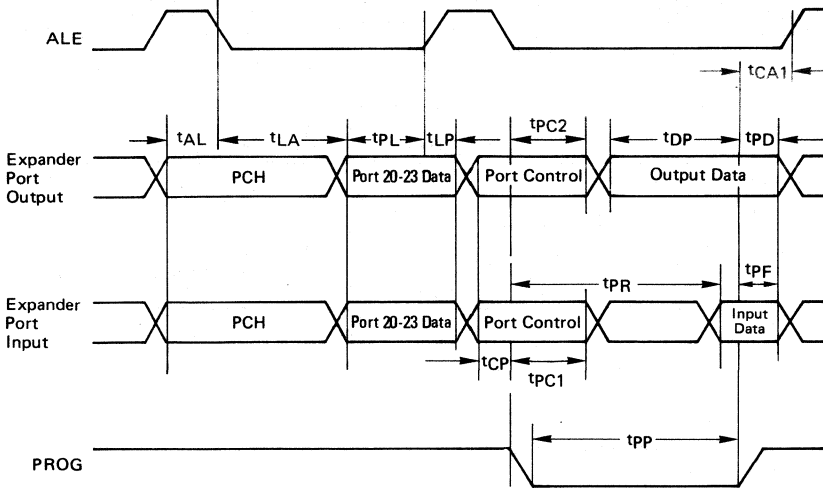 ALE
tCA1
tAL
tLA
tPL
tLP
tPC2
tDP
tPD
Expander
Port
Output
PCH
Port 20-23 Data
Port Control
Output Data
tPR
tPF
Expander
Port
Input
PCH
Port 20-23 Data
Port Control
Input
Data
tCP
tPC1
tPP
PROG